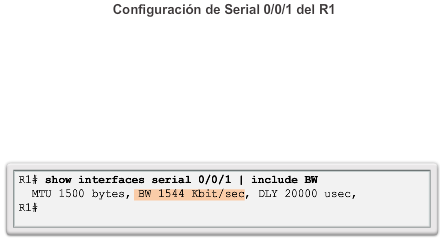 Configuración de Serial 0/0/1 del R1
R1# show interfaces serial 0/0/1 | include BW
MTU 1500 bytes, BW 1544 Kbit/sec, DLY 20000 usec,
R1#